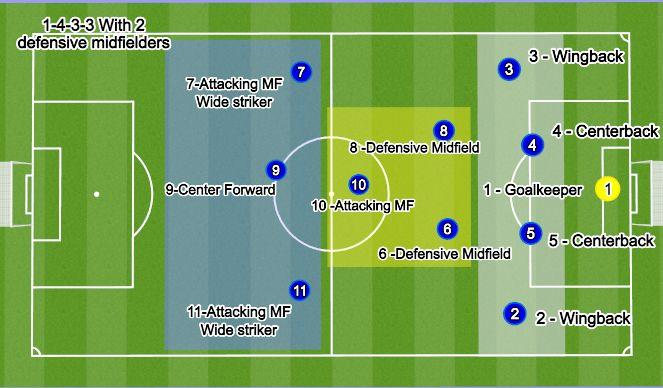 1-4-3-3 With 2
defensive midfielders
7
7-Attacking MF
Wide striker
3
3 - Wingback
8
8 -Defensive Midfield
4
4 - Centerback
9
9-Center Forward
10
10 -Attacking MF
1 - Goalkeeper
1
6
6 -Defensive Midfield
5
5 - Centerback
11
11-Attacking MF
Wide striker
2
2 - Wingback